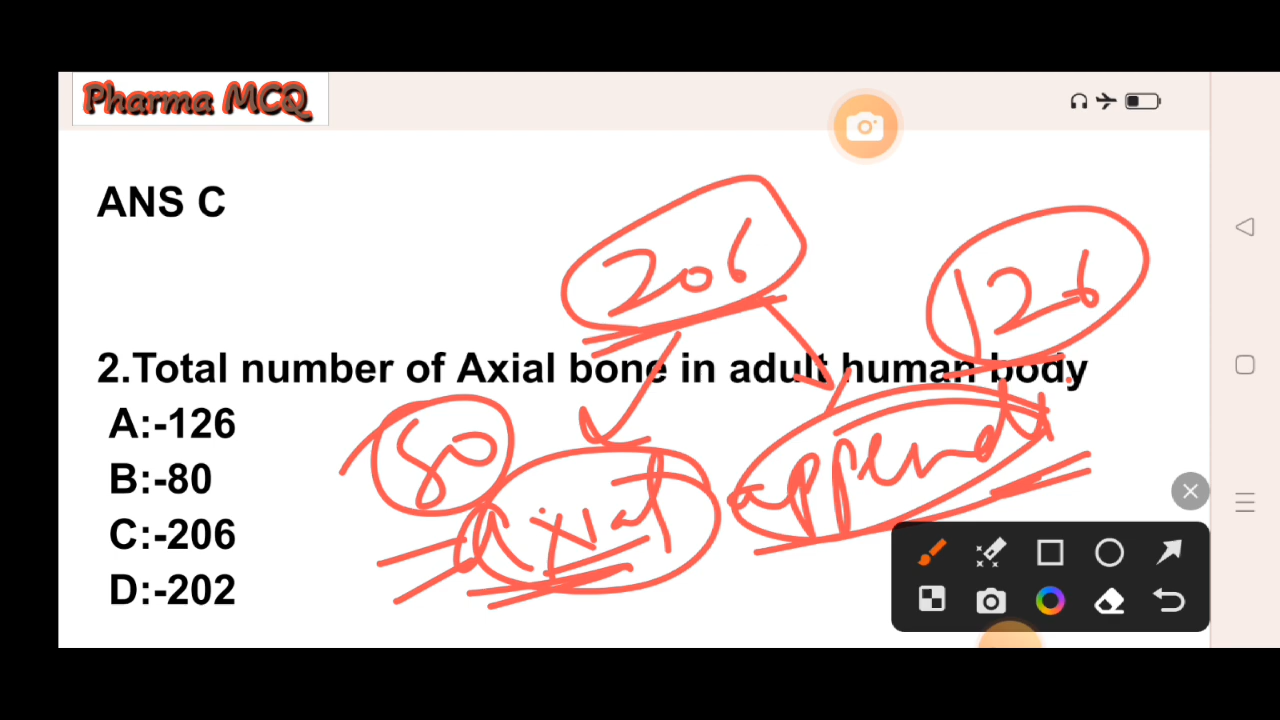 Pharma MCQ
ANS C
206
126
2.Total number of Axial bone in adult human body
A:-126
80
B:-80
axial
C:-206
D:-202